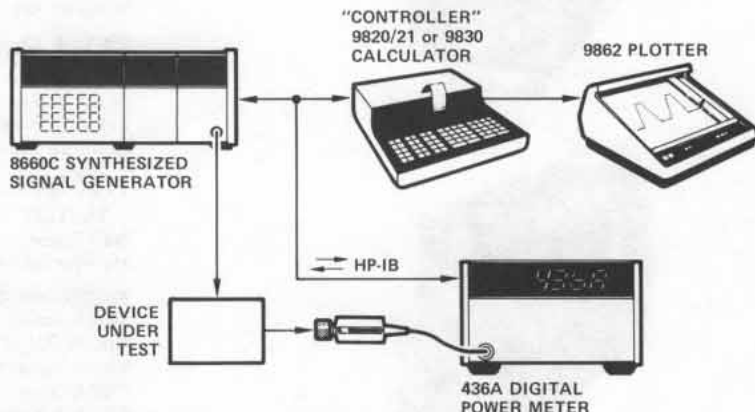 "CONTROLLER"
9820/21 or 9830
CALCULATOR
9862 PLOTTER
8660C SYNTHESIZED
SIGNAL GENERATOR
HP-IB
DEVICE
UNDER
TEST
436A DIGITAL
POWER METER